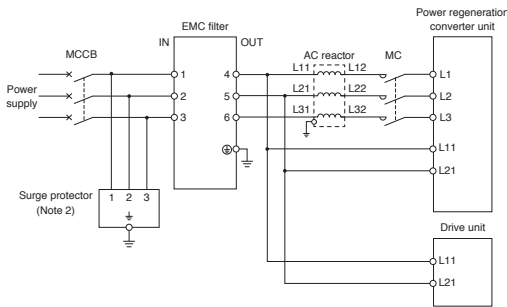 Power regeneration
converter unit
EMC filter
IN
OUT
MCCB
AC reactor
MC
L11
L12
1
4
L1
Power
supply
L21
L22
2
5
L2
L31
L32
3
6
L3
L11
L21
Surge protector
(Note 2)
1 2 3
Drive unit
L11
L21